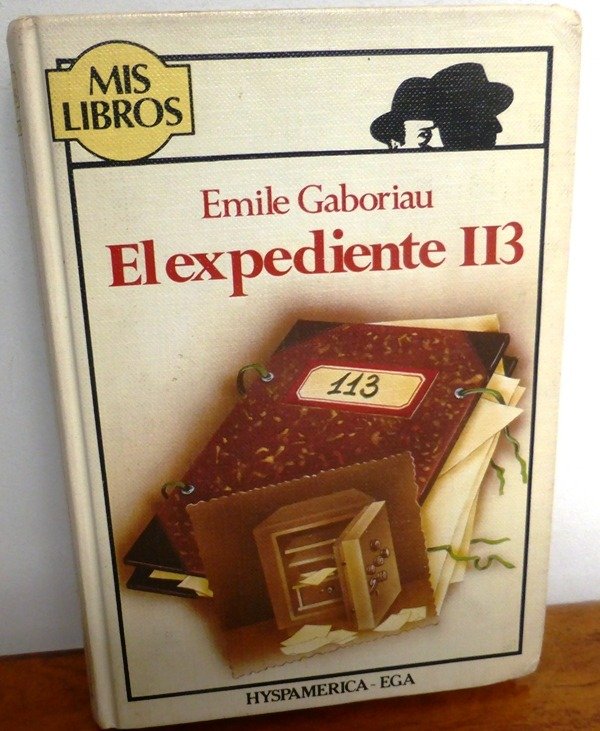 MIS
LIBROS
Emile Gaboriau
El expediente 113
113
HYSPAMERICA - EGA